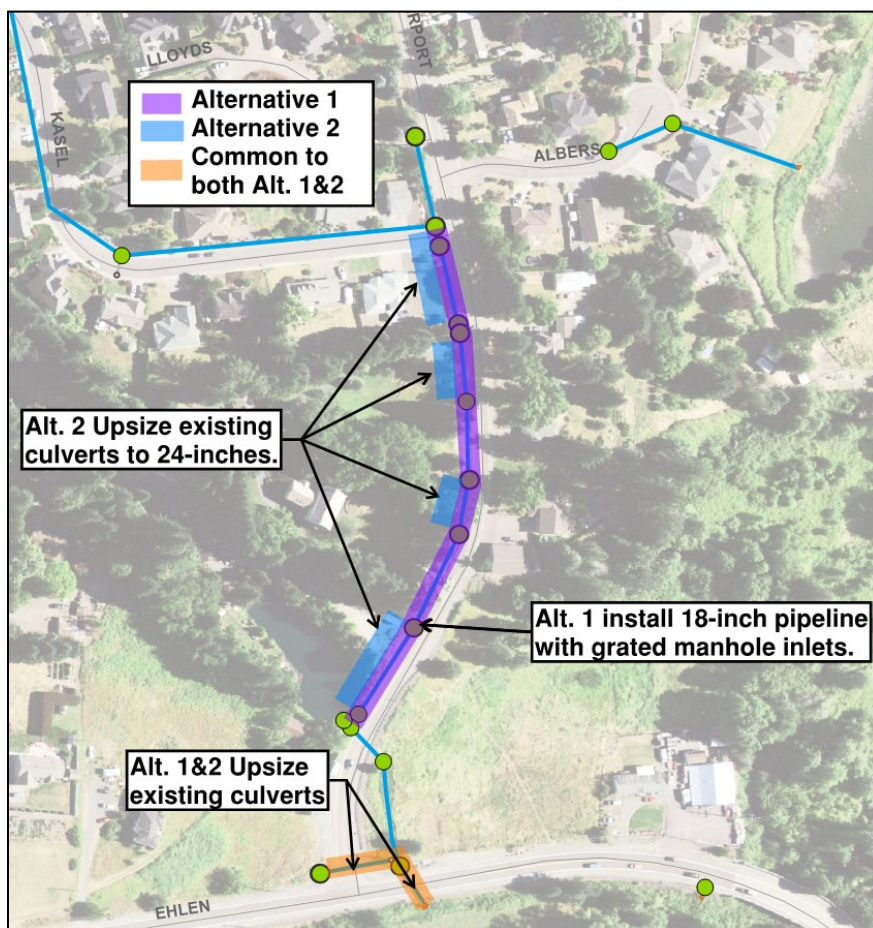 LLOYDS
RPORT
KASEL
Alternative 1
Alternative 2
Common to
both Alt. 1&2
ALBERS
Alt. 2 Upsize existing
culverts to 24-inches.
Alt. 1 install 18-inch pipeline
with grated manhole inlets.
Alt. 1&2 Upsize
existing culverts
EHLEN